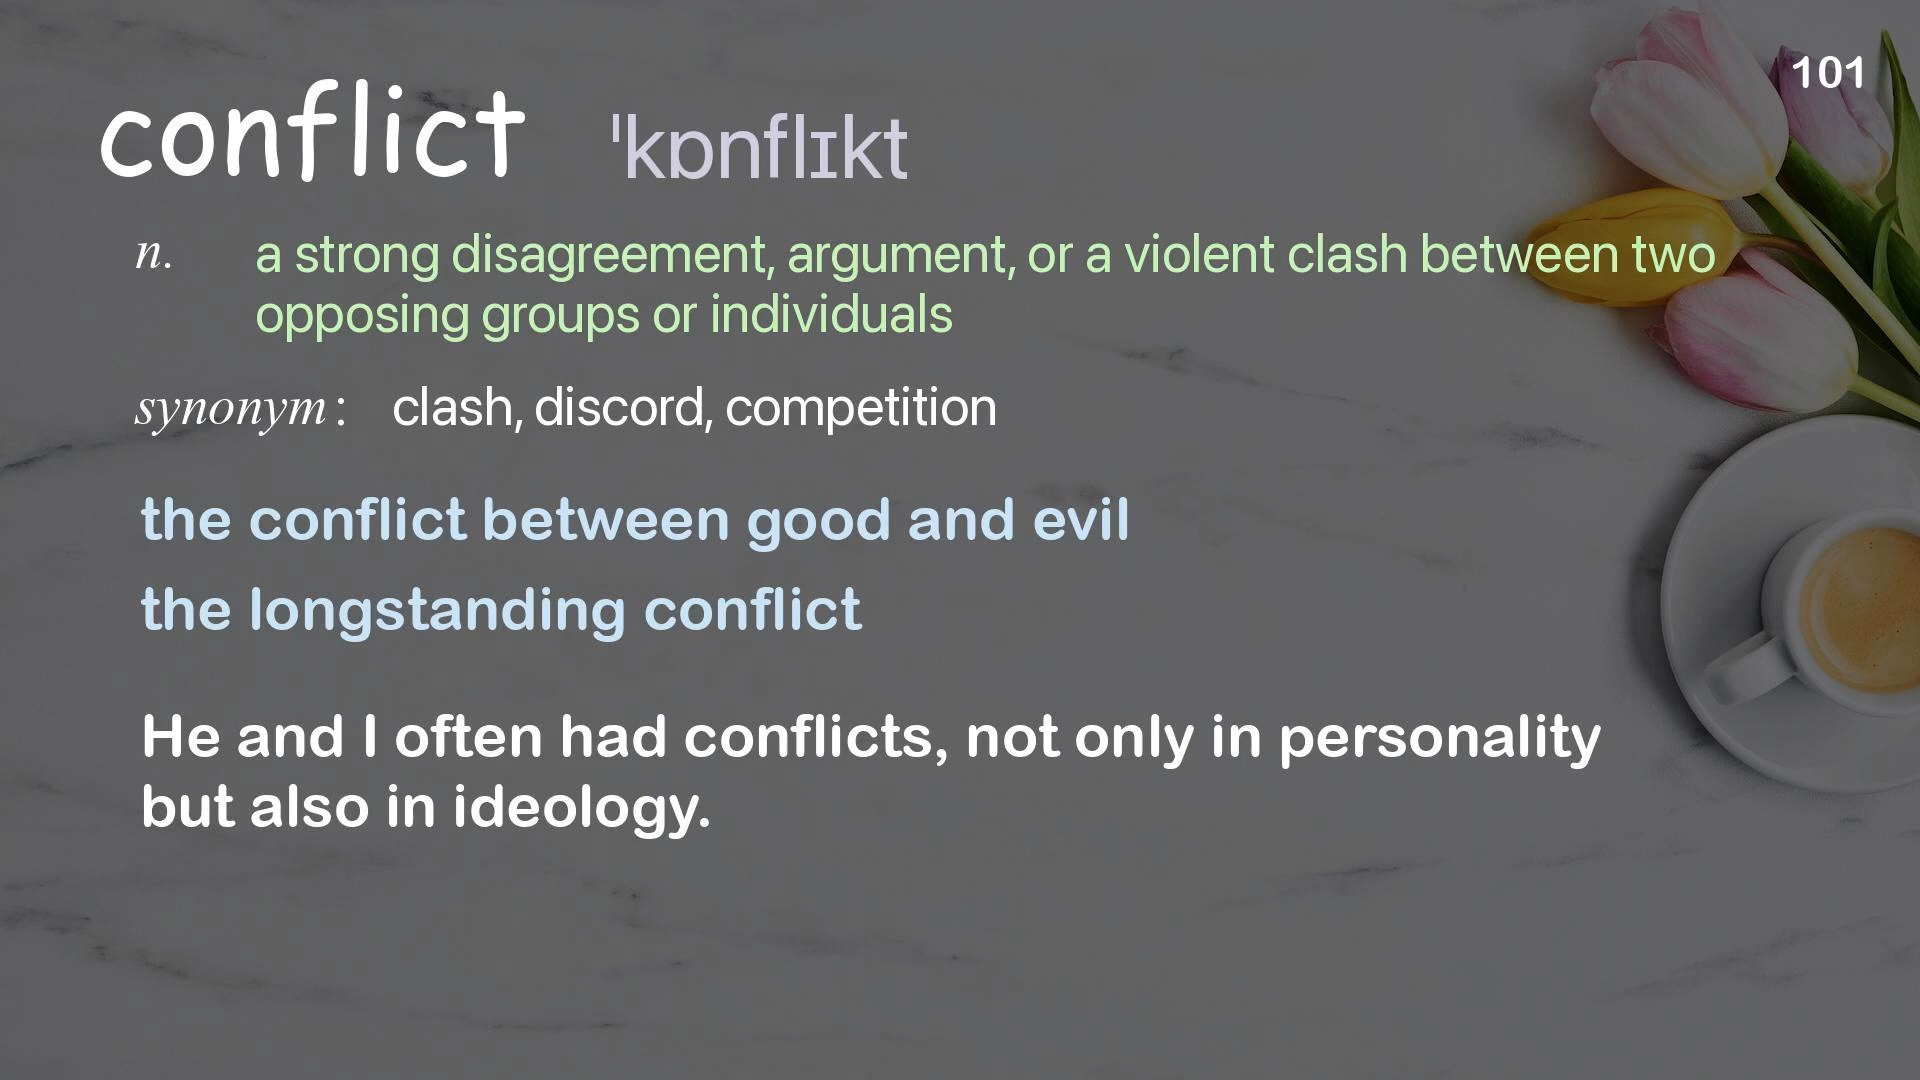 101
conflict ˈkɒnflɪkt
n. a strong disagreement, argument, or a violent clash between two
opposing groups or individuals
synonym: clash, discord, competition
the conflict between good and evil
the longstanding conflict
He and I often had conflicts, not only in personality
but also in ideology.